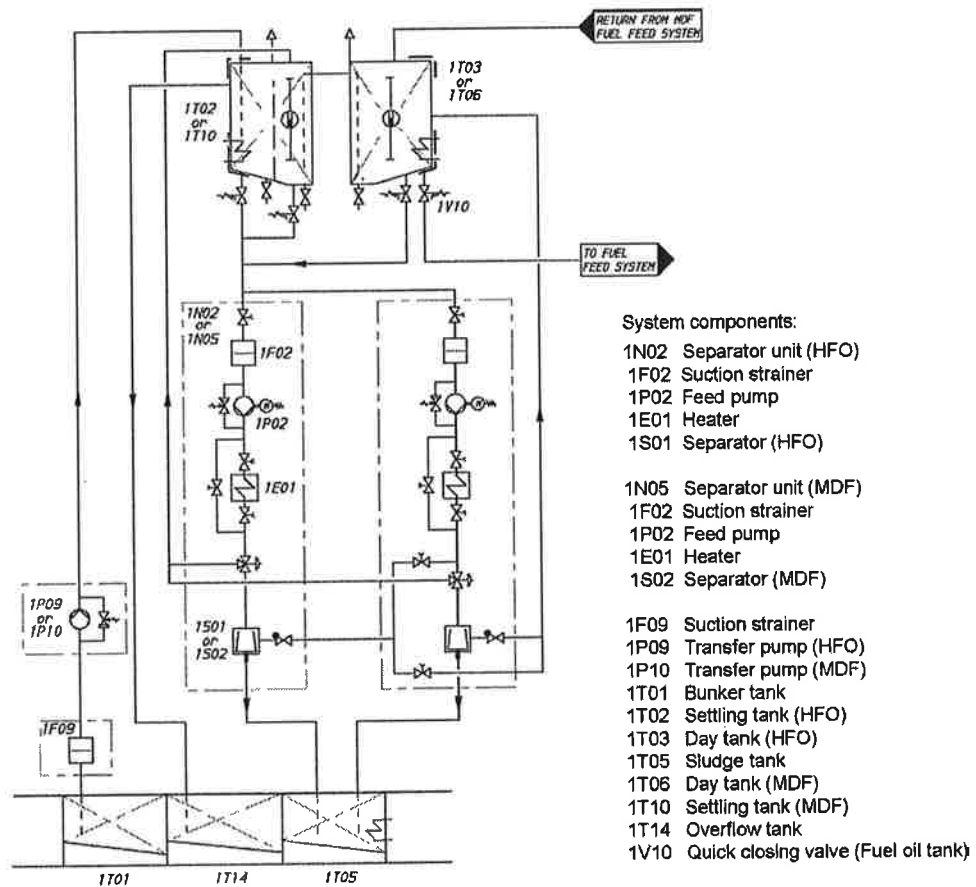 RETURN FROM MDF
FUEL FEED SYSTEM
1T03
or
1T06
1T02
or
1T10
1V10
TO FUEL
FEED SYSTEM
1N02
or
1N05
1F02
1P02
1E01
1P09
or
1P10
1S01
or
1S02
1F09
1T01
1T14
1T05
System components:
1N02 Separator unit (HFO)
1F02 Suction strainer
1P02 Feed pump
1E01 Heater
1S01 Separator (HFO)
1N05 Separator unit (MDF)
1F02 Suction strainer
1P02 Feed pump
1E01 Heater
1S02 Separator (MDF)
1F09 Suction strainer
1P09 Transfer pump (HFO)
1P10 Transfer pump (MDF)
1T01 Bunker tank
1T02 Settling tank (HFO)
1T03 Day tank (HFO)
1T05 Sludge tank
1T06 Day tank (MDF)
1T10 Settling tank (MDF)
1T14 Overflow tank
1V10 Quick closing valve (Fuel oil tank)